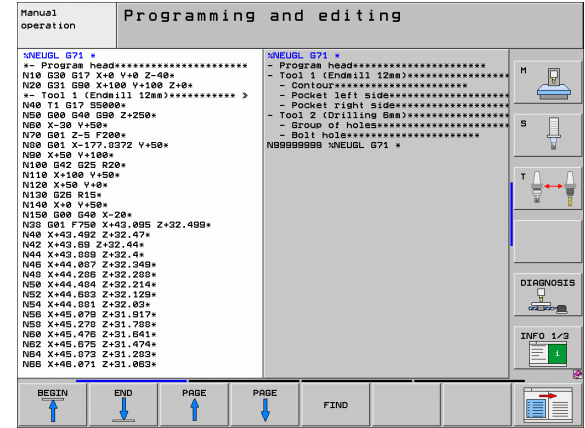 Manual
operation
Programming and editing
%NEUGL G71 *
*- Program head**********************
N10 G30 G17 X+0 Y+0 Z-40*
N20 G31 G90 X+100 Y+100 Z+0*
*- Tool 1 (Endmill 12mm)*********** »
N40 T1 G17 S5000*
N50 G00 G40 G90 Z+250*
N60 X-30 Y+50*
N70 G01 Z-5 F200*
N80 G01 X-177.8372 Y+50*
N90 X+50 Y+100*
N100 G42 G25 R20*
N110 X+100 Y+50*
N120 X+50 Y+0*
N130 G26 R15*
N140 X+0 Y+50*
N150 G00 G40 X-20*
N38 G01 F750 X+43.095 Z+32.499*
N40 X+43.492 Z+32.47*
N42 X+43.69 Z+32.44*
N44 X+43.889 Z+32.4*
N46 X+44.087 Z+32.349*
N48 X+44.286 Z+32.288*
N50 X+44.484 Z+32.214*
N52 X+44.683 Z+32.129*
N54 X+44.881 Z+32.03*
N56 X+45.079 Z+31.917*
N58 X+45.278 Z+31.788*
N60 X+45.476 Z+31.641*
N62 X+45.675 Z+31.474*
N64 X+45.873 Z+31.283*
N66 X+46.071 Z+31.063*
%NEUGL G71 *
- Program head**********************
- Tool 1 (Endmill 12mm)*****************
- Contour**********************
- Pocket left side*******************
- Pocket right side******************
- Tool 2 (Drilling 6mm)*****************
- Group of holes*********************
- Bolt hole**********************
N99999999 %NEUGL G71 *
M
S
T
DIAGNOSIS
INFO 1/3
BEGIN
END
PAGE
PAGE
FIND